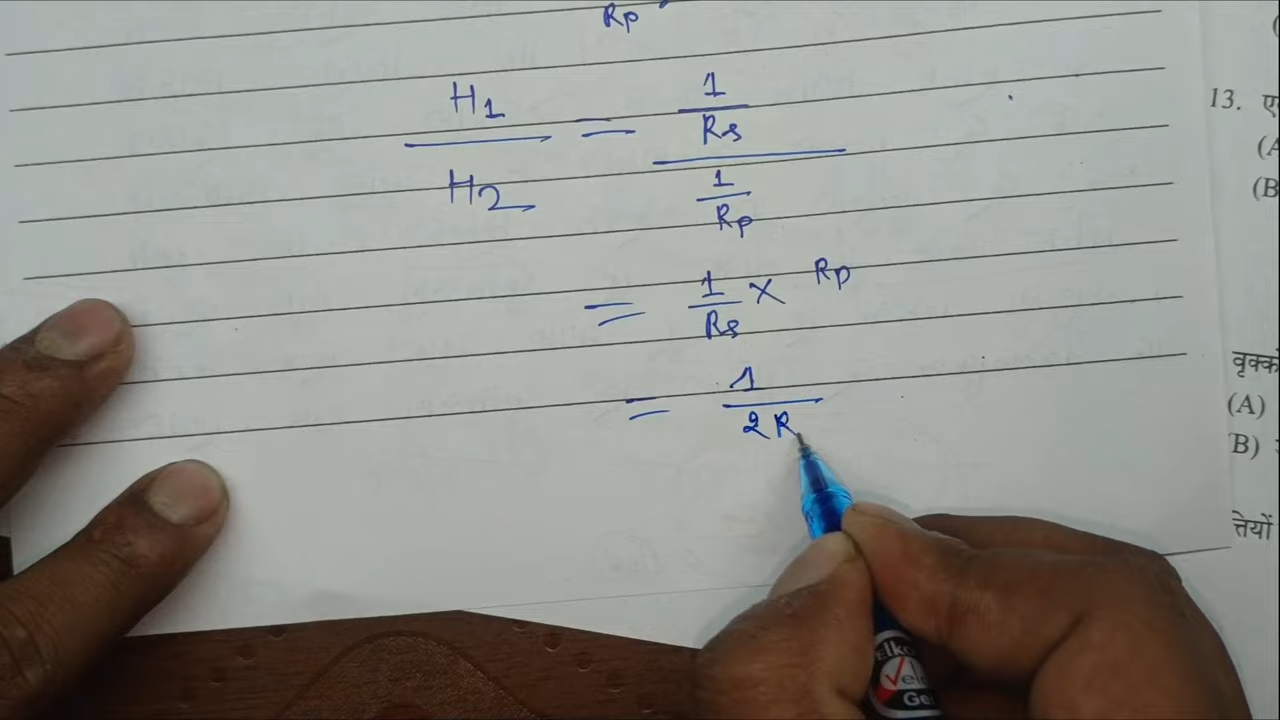 Rp
H1 / H2 = (1 / Rs) / (1 / Rp)
= 1 / Rs × Rp
= 1 / 2R
13.
(A)
(B)